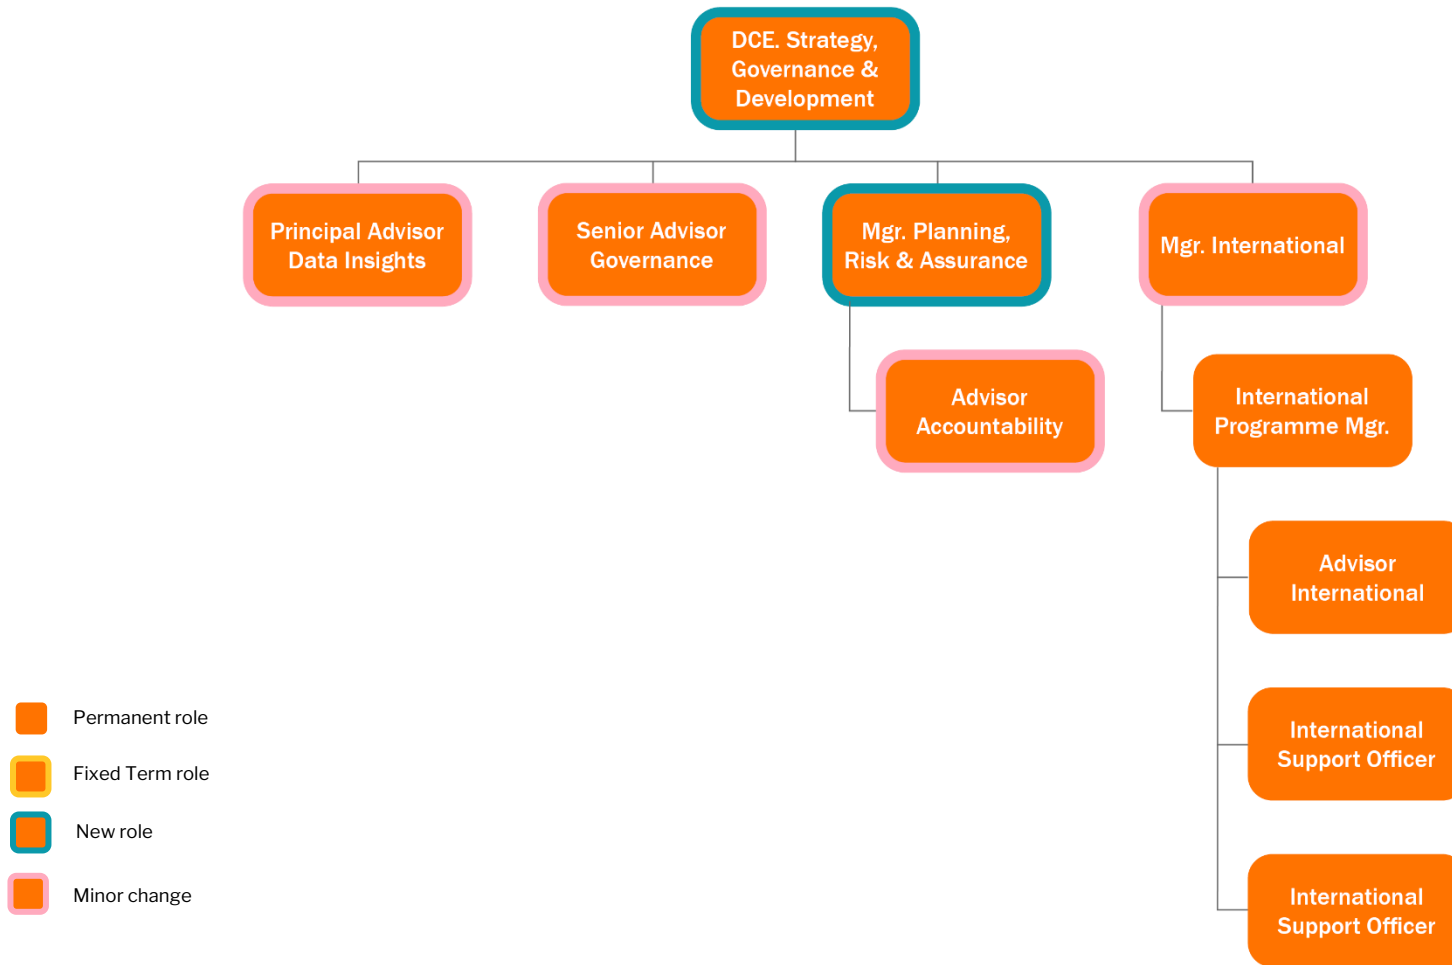 DCE. Strategy,
Governance &
Development
Principal Advisor
Data Insights
Senior Advisor
Governance
Mgr. Planning,
Risk & Assurance
Mgr. International
Advisor
Accountability
International
Programme Mgr.
Advisor
International
International
Support Officer
International
Support Officer
Permanent role
Fixed Term role
New role
Minor change